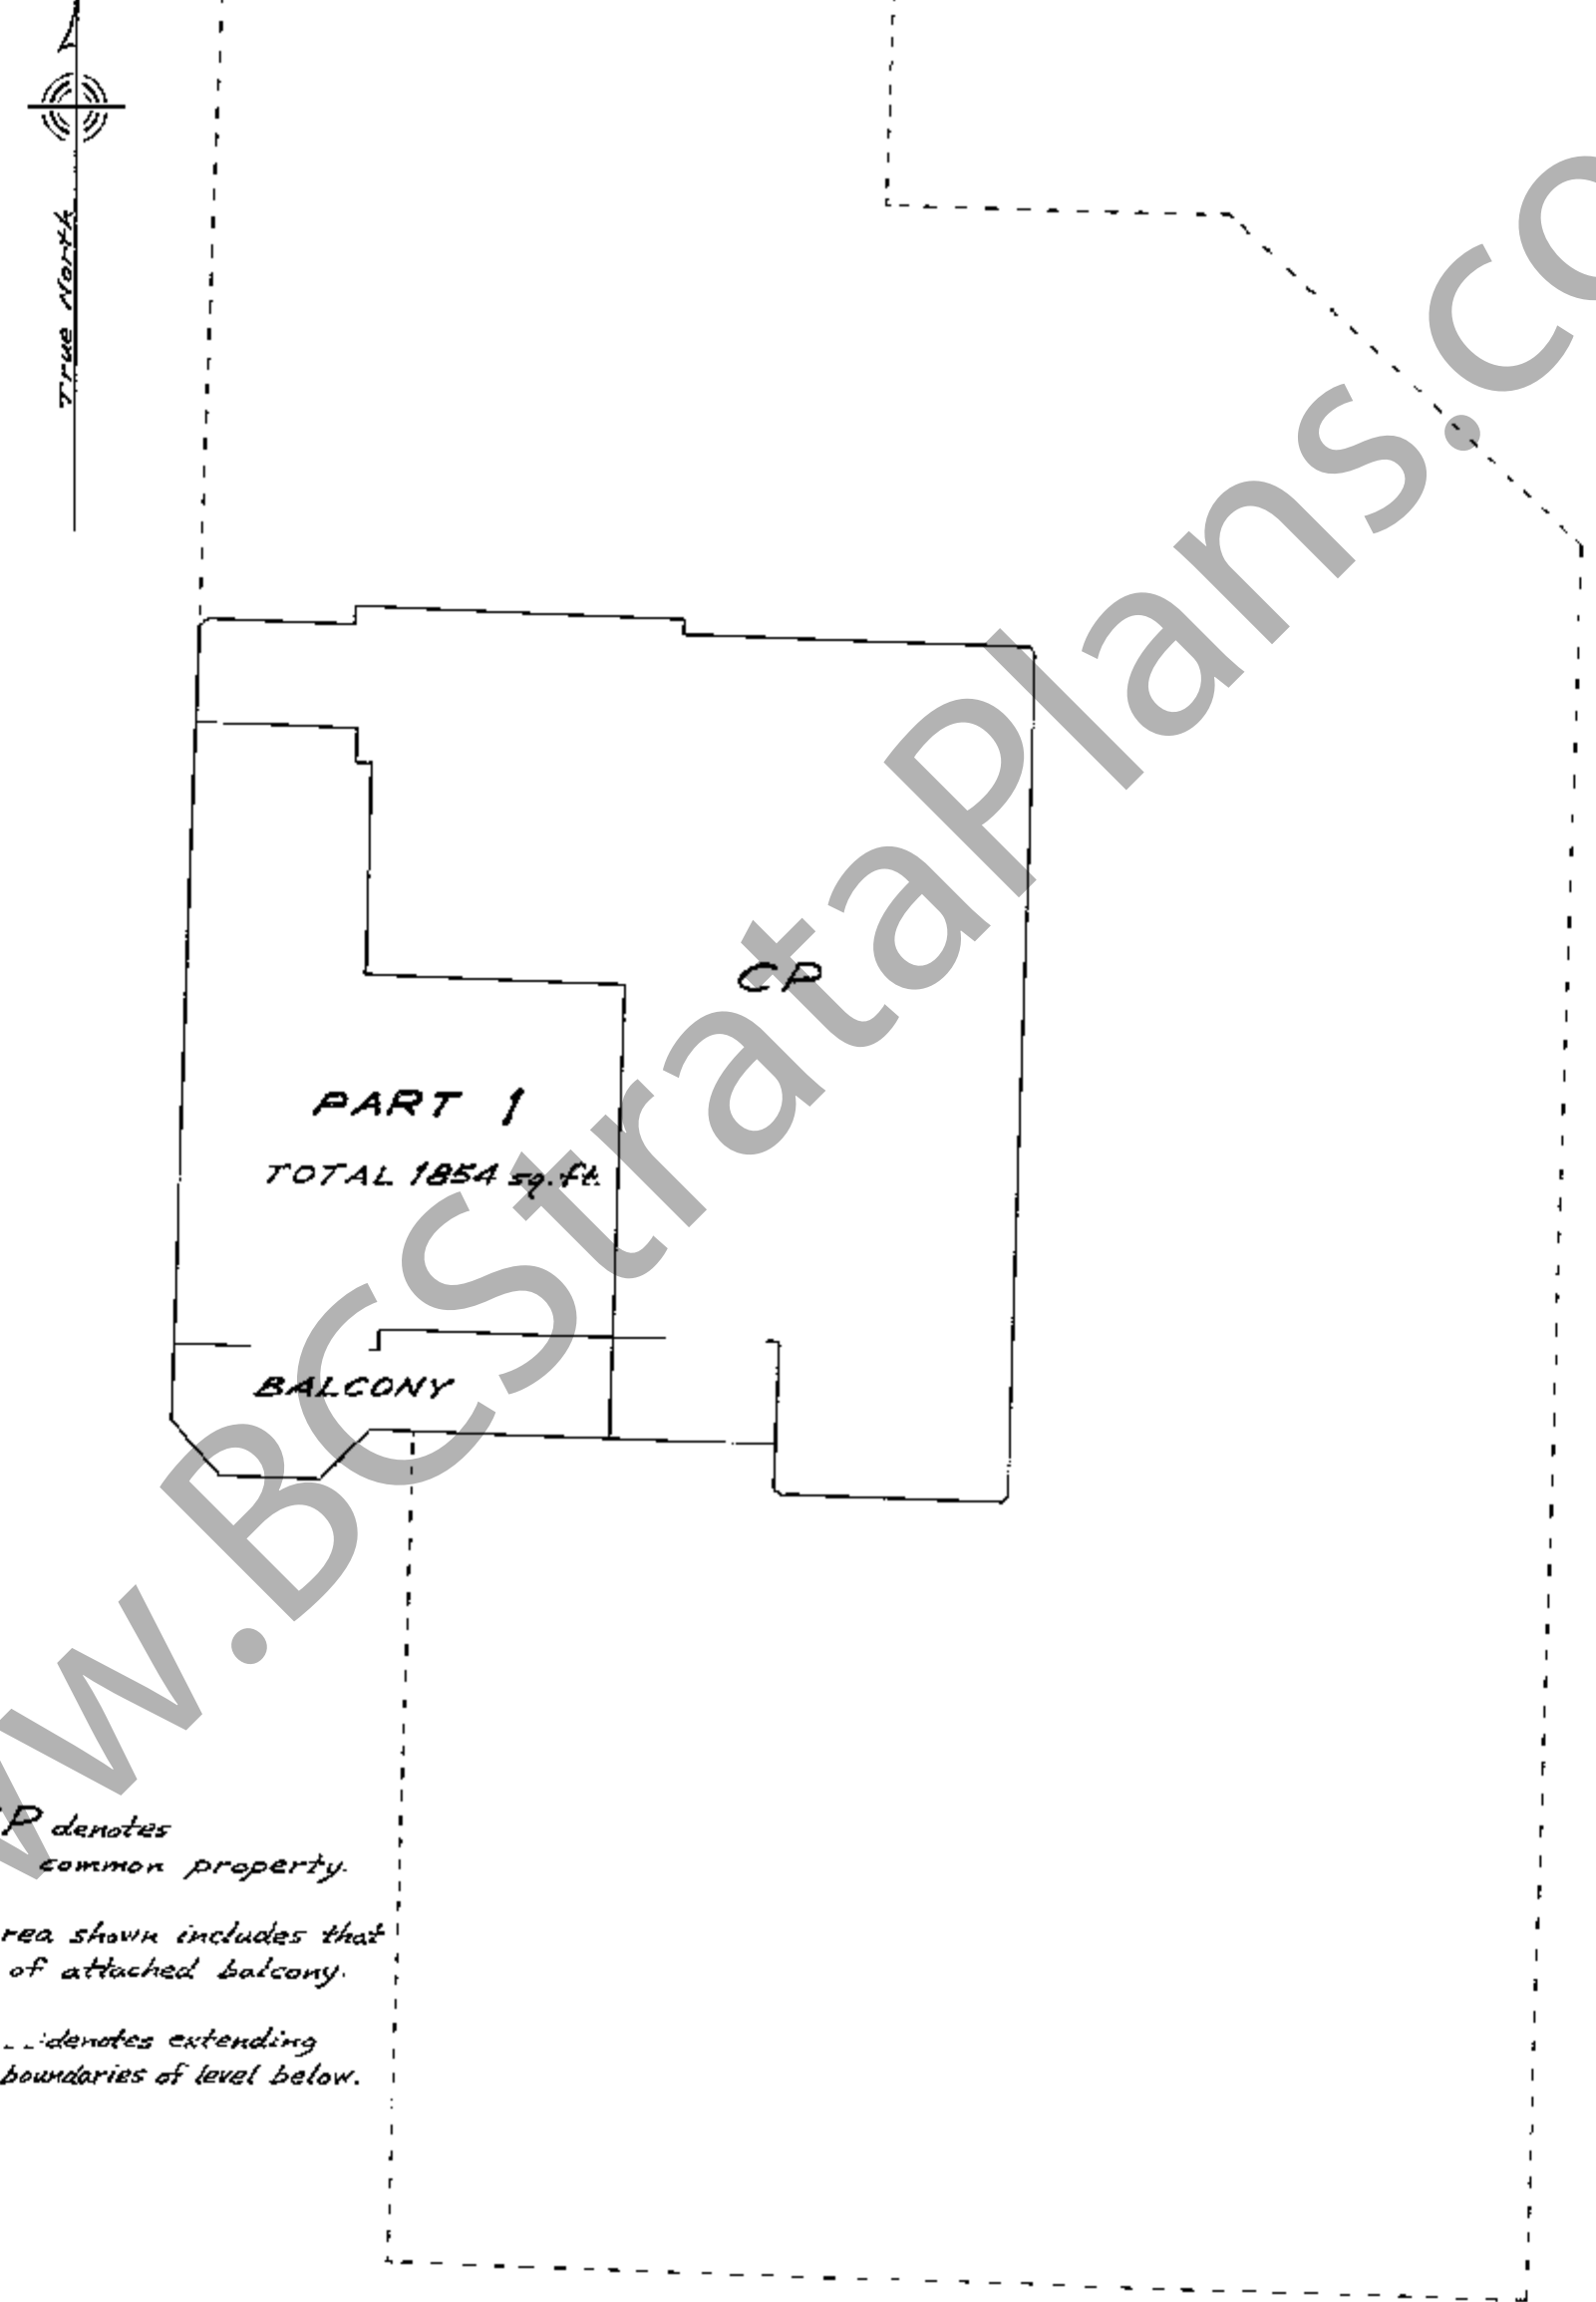 True North
CP
PART 1
TOTAL 1854 sq. ft.
BALCONY
P denotes
common property.
rea shown includes that
of attached balcony.
denotes extending
boundaries of level below.
w.BCStrataPlans.co